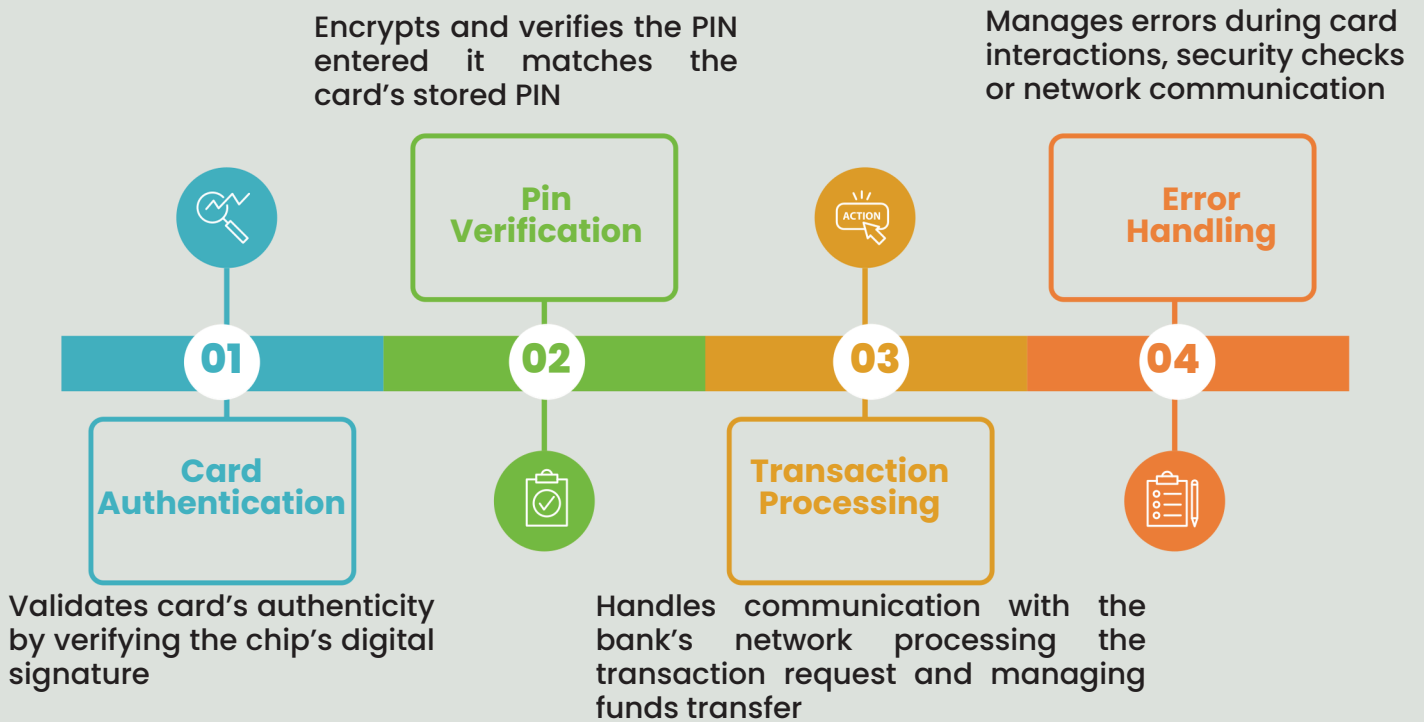 Encrypts and verifies the PIN
entered it matches the
card's stored PIN
Manages errors during card
interactions, security checks
or network communication
Pin
Verification
ACTION
Error
Handling
01
02
03
04
Card
Authentication
Transaction
Processing
Validates card's authenticity
by verifying the chip's digital
signature
Handles communication with the
bank's network processing the
transaction request and managing
funds transfer